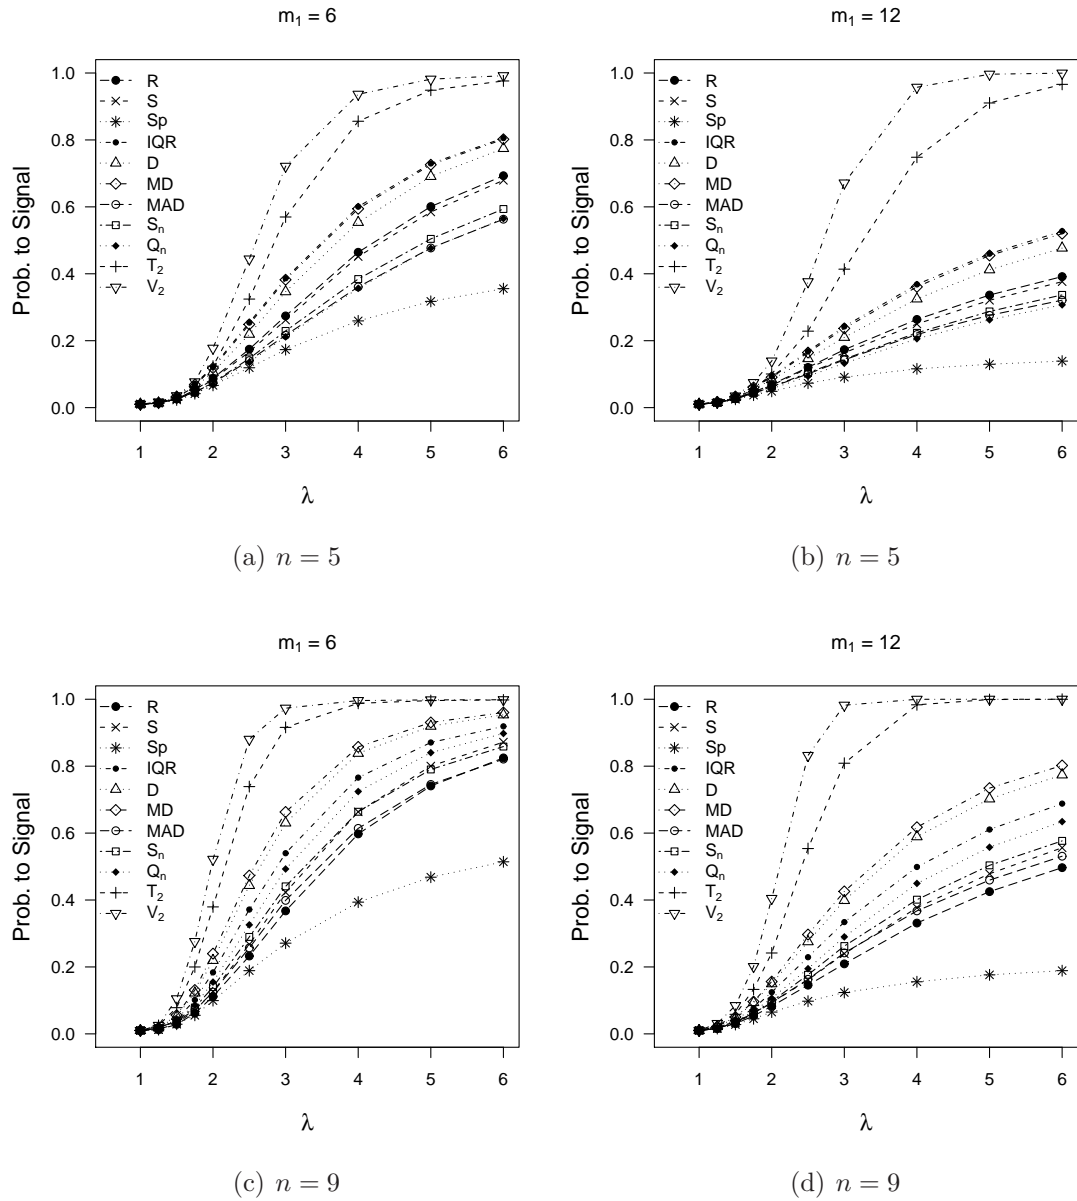 m₁ = 6
Prob. to Signal
1.0
0.8
0.6
0.4
0.2
0.0
R
S
Sp
IQR
D
MD
MAD
Sₙ
Qₙ
T₂
V₂
1 2 3 4 5 6
λ
(a) n = 5
m₁ = 12
Prob. to Signal
1.0
0.8
0.6
0.4
0.2
0.0
R
S
Sp
IQR
D
MD
MAD
Sₙ
Qₙ
T₂
V₂
1 2 3 4 5 6
λ
(b) n = 5
m₁ = 6
Prob. to Signal
1.0
0.8
0.6
0.4
0.2
0.0
R
S
Sp
IQR
D
MD
MAD
Sₙ
Qₙ
T₂
V₂
1 2 3 4 5 6
λ
(c) n = 9
m₁ = 12
Prob. to Signal
1.0
0.8
0.6
0.4
0.2
0.0
R
S
Sp
IQR
D
MD
MAD
Sₙ
Qₙ
T₂
V₂
1 2 3 4 5 6
λ
(d) n = 9